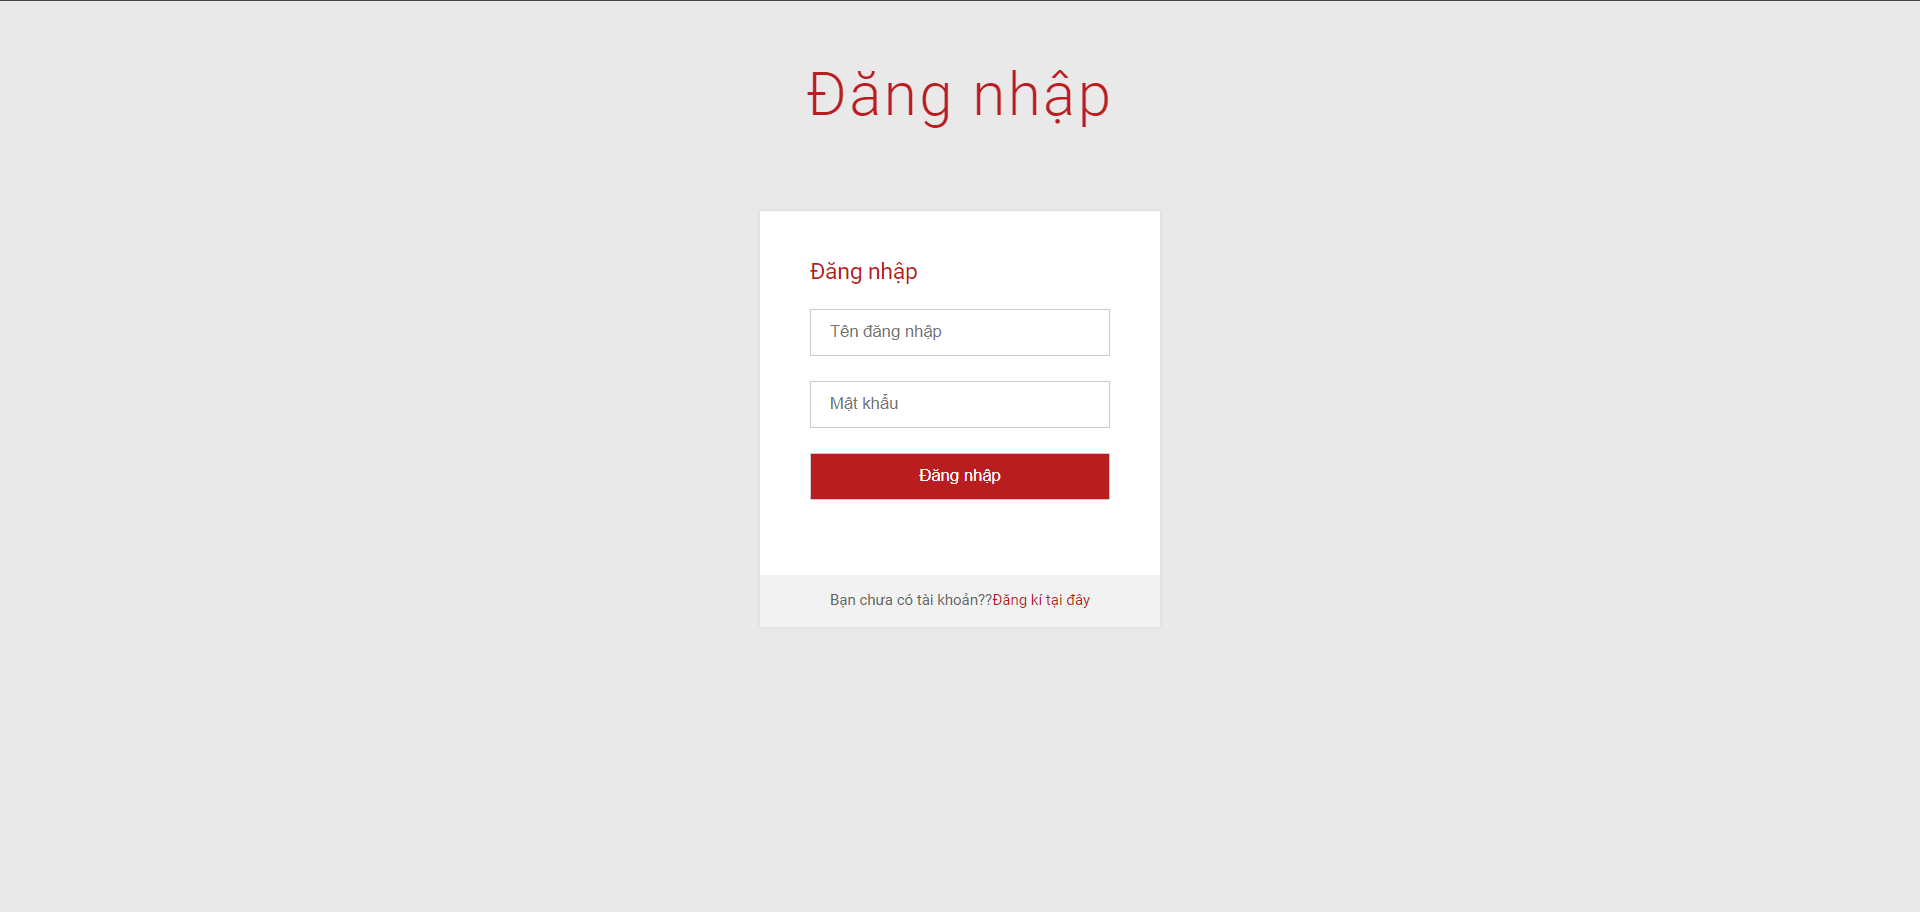 Đăng nhập
Đăng nhập
Tên đăng nhập
Mật khẩu
Đăng nhập
Bạn chưa có tài khoản??Đăng kí tại đây